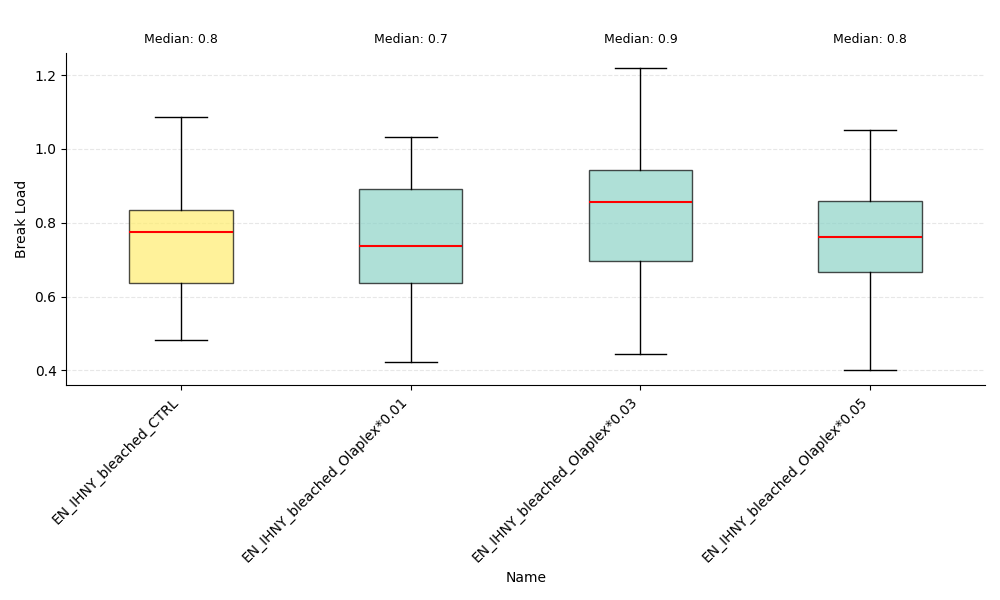 Median: 0.8
Median: 0.7
Median: 0.9
Median: 0.8
Break Load
1.2
1.0
0.8
0.6
0.4
EN_IHNY_bleached_CTRL
EN_IHNY_bleached_Olaplex*0.01
EN_IHNY_bleached_Olaplex*0.03
EN_IHNY_bleached_Olaplex*0.05
Name